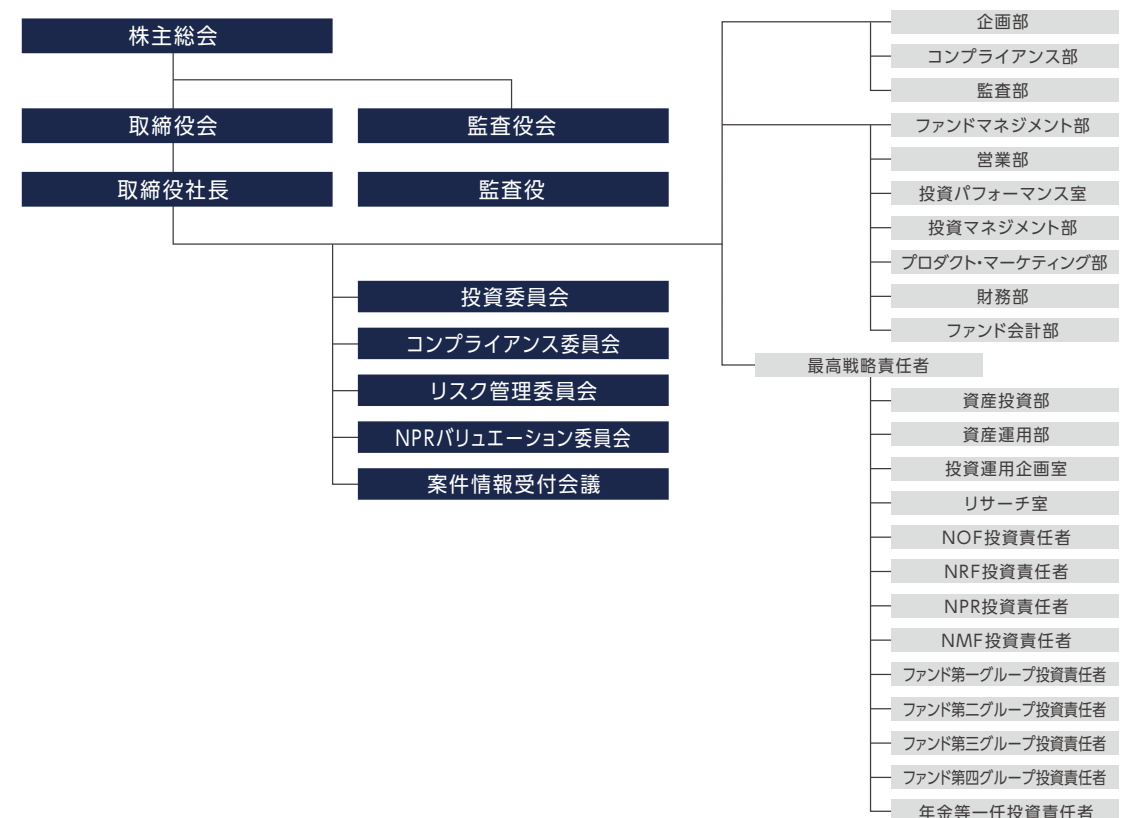 株主総会
取締役会
監査役会
取締役社長
監査役
投資委員会
コンプライアンス委員会
リスク管理委員会
NPRバリュエーション委員会
案件情報受付会議
企画部
コンプライアンス部
監査部
ファンドマネジメント部
営業部
投資パフォーマンス室
投資マネジメント部
プロダクト・マーケティング部
財務部
ファンド会計部
最高戦略責任者
資産投資部
資産運用部
投資運用企画室
リサーチ室
NOF投資責任者
NRF投資責任者
NPR投資責任者
NMF投資責任者
ファンド第一グループ投資責任者
ファンド第二グループ投資責任者
ファンド第三グループ投資責任者
ファンド第四グループ投資責任者
年金等一任投資責任者